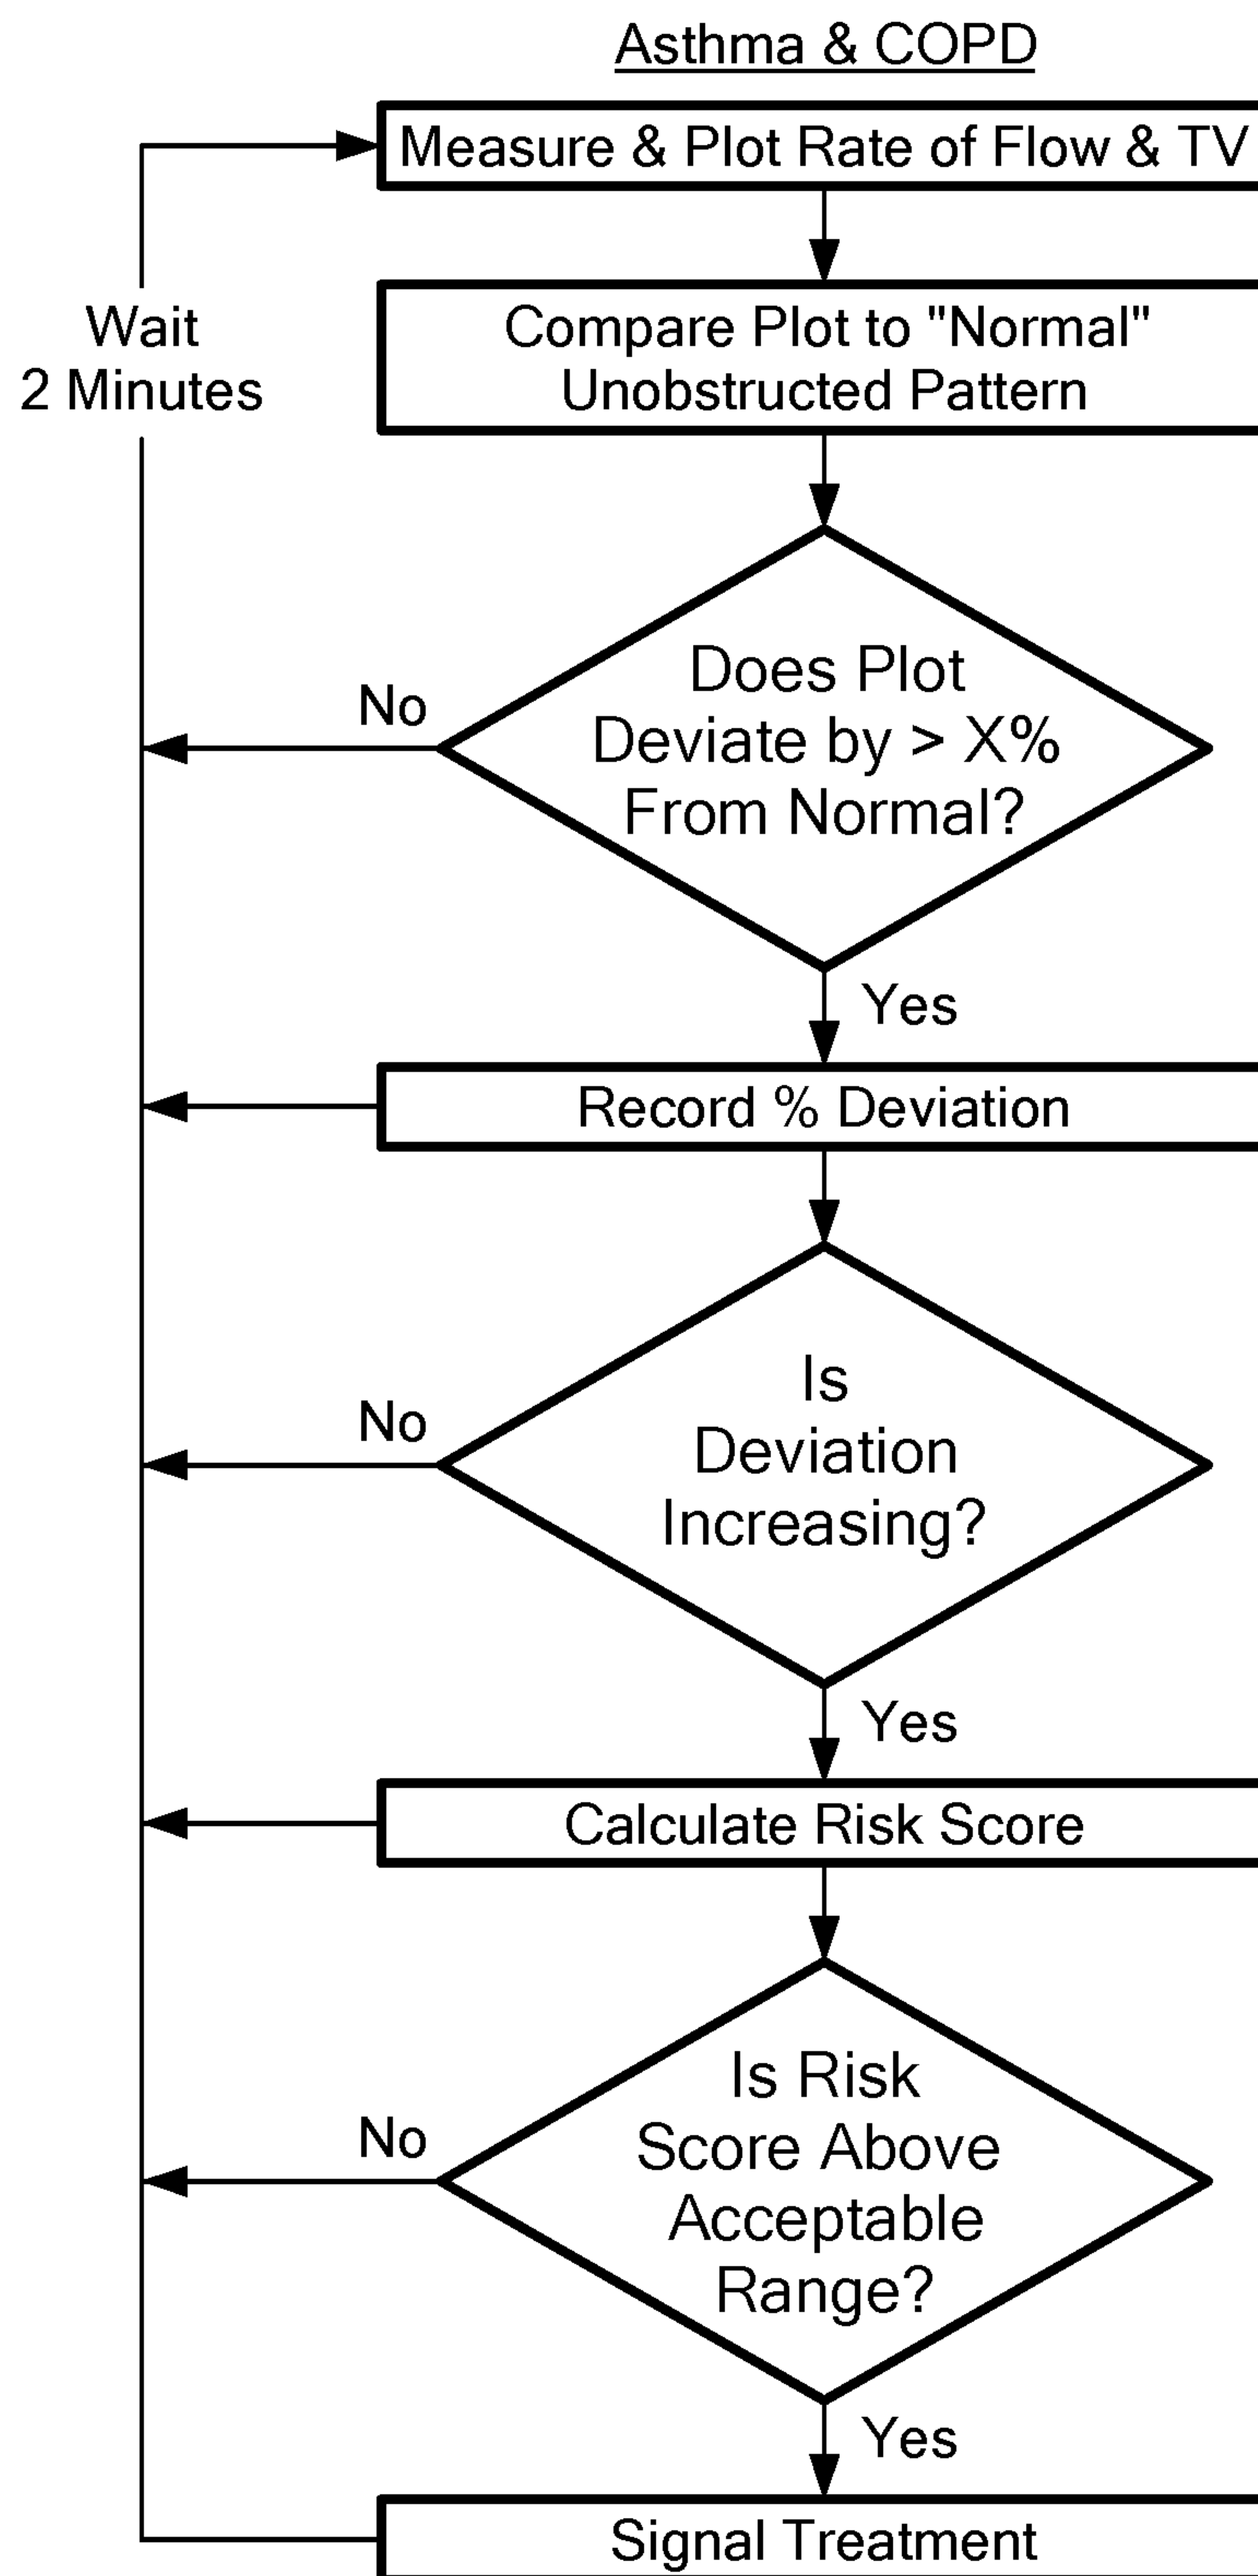 Asthma & COPD
Measure & Plot Rate of Flow & TV
Wait
2 Minutes
Compare Plot to "Normal"
Unobstructed Pattern
Does Plot
Deviate by > X%
From Normal?
No
Yes
Record % Deviation
Is
Deviation
Increasing?
No
Yes
Calculate Risk Score
Is Risk
Score Above
Acceptable
Range?
No
Yes
Signal Treatment